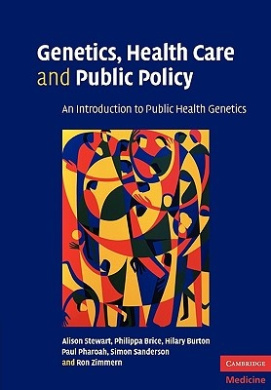 Genetics, Health Care
and Public Policy
An Introduction to Public Health Genetics
Alison Stewart, Philippa Brice, Hilary Burton
Paul Pharoah, Simon Sanderson
and Ron Zimmern
CAMBRIDGE
Medicine